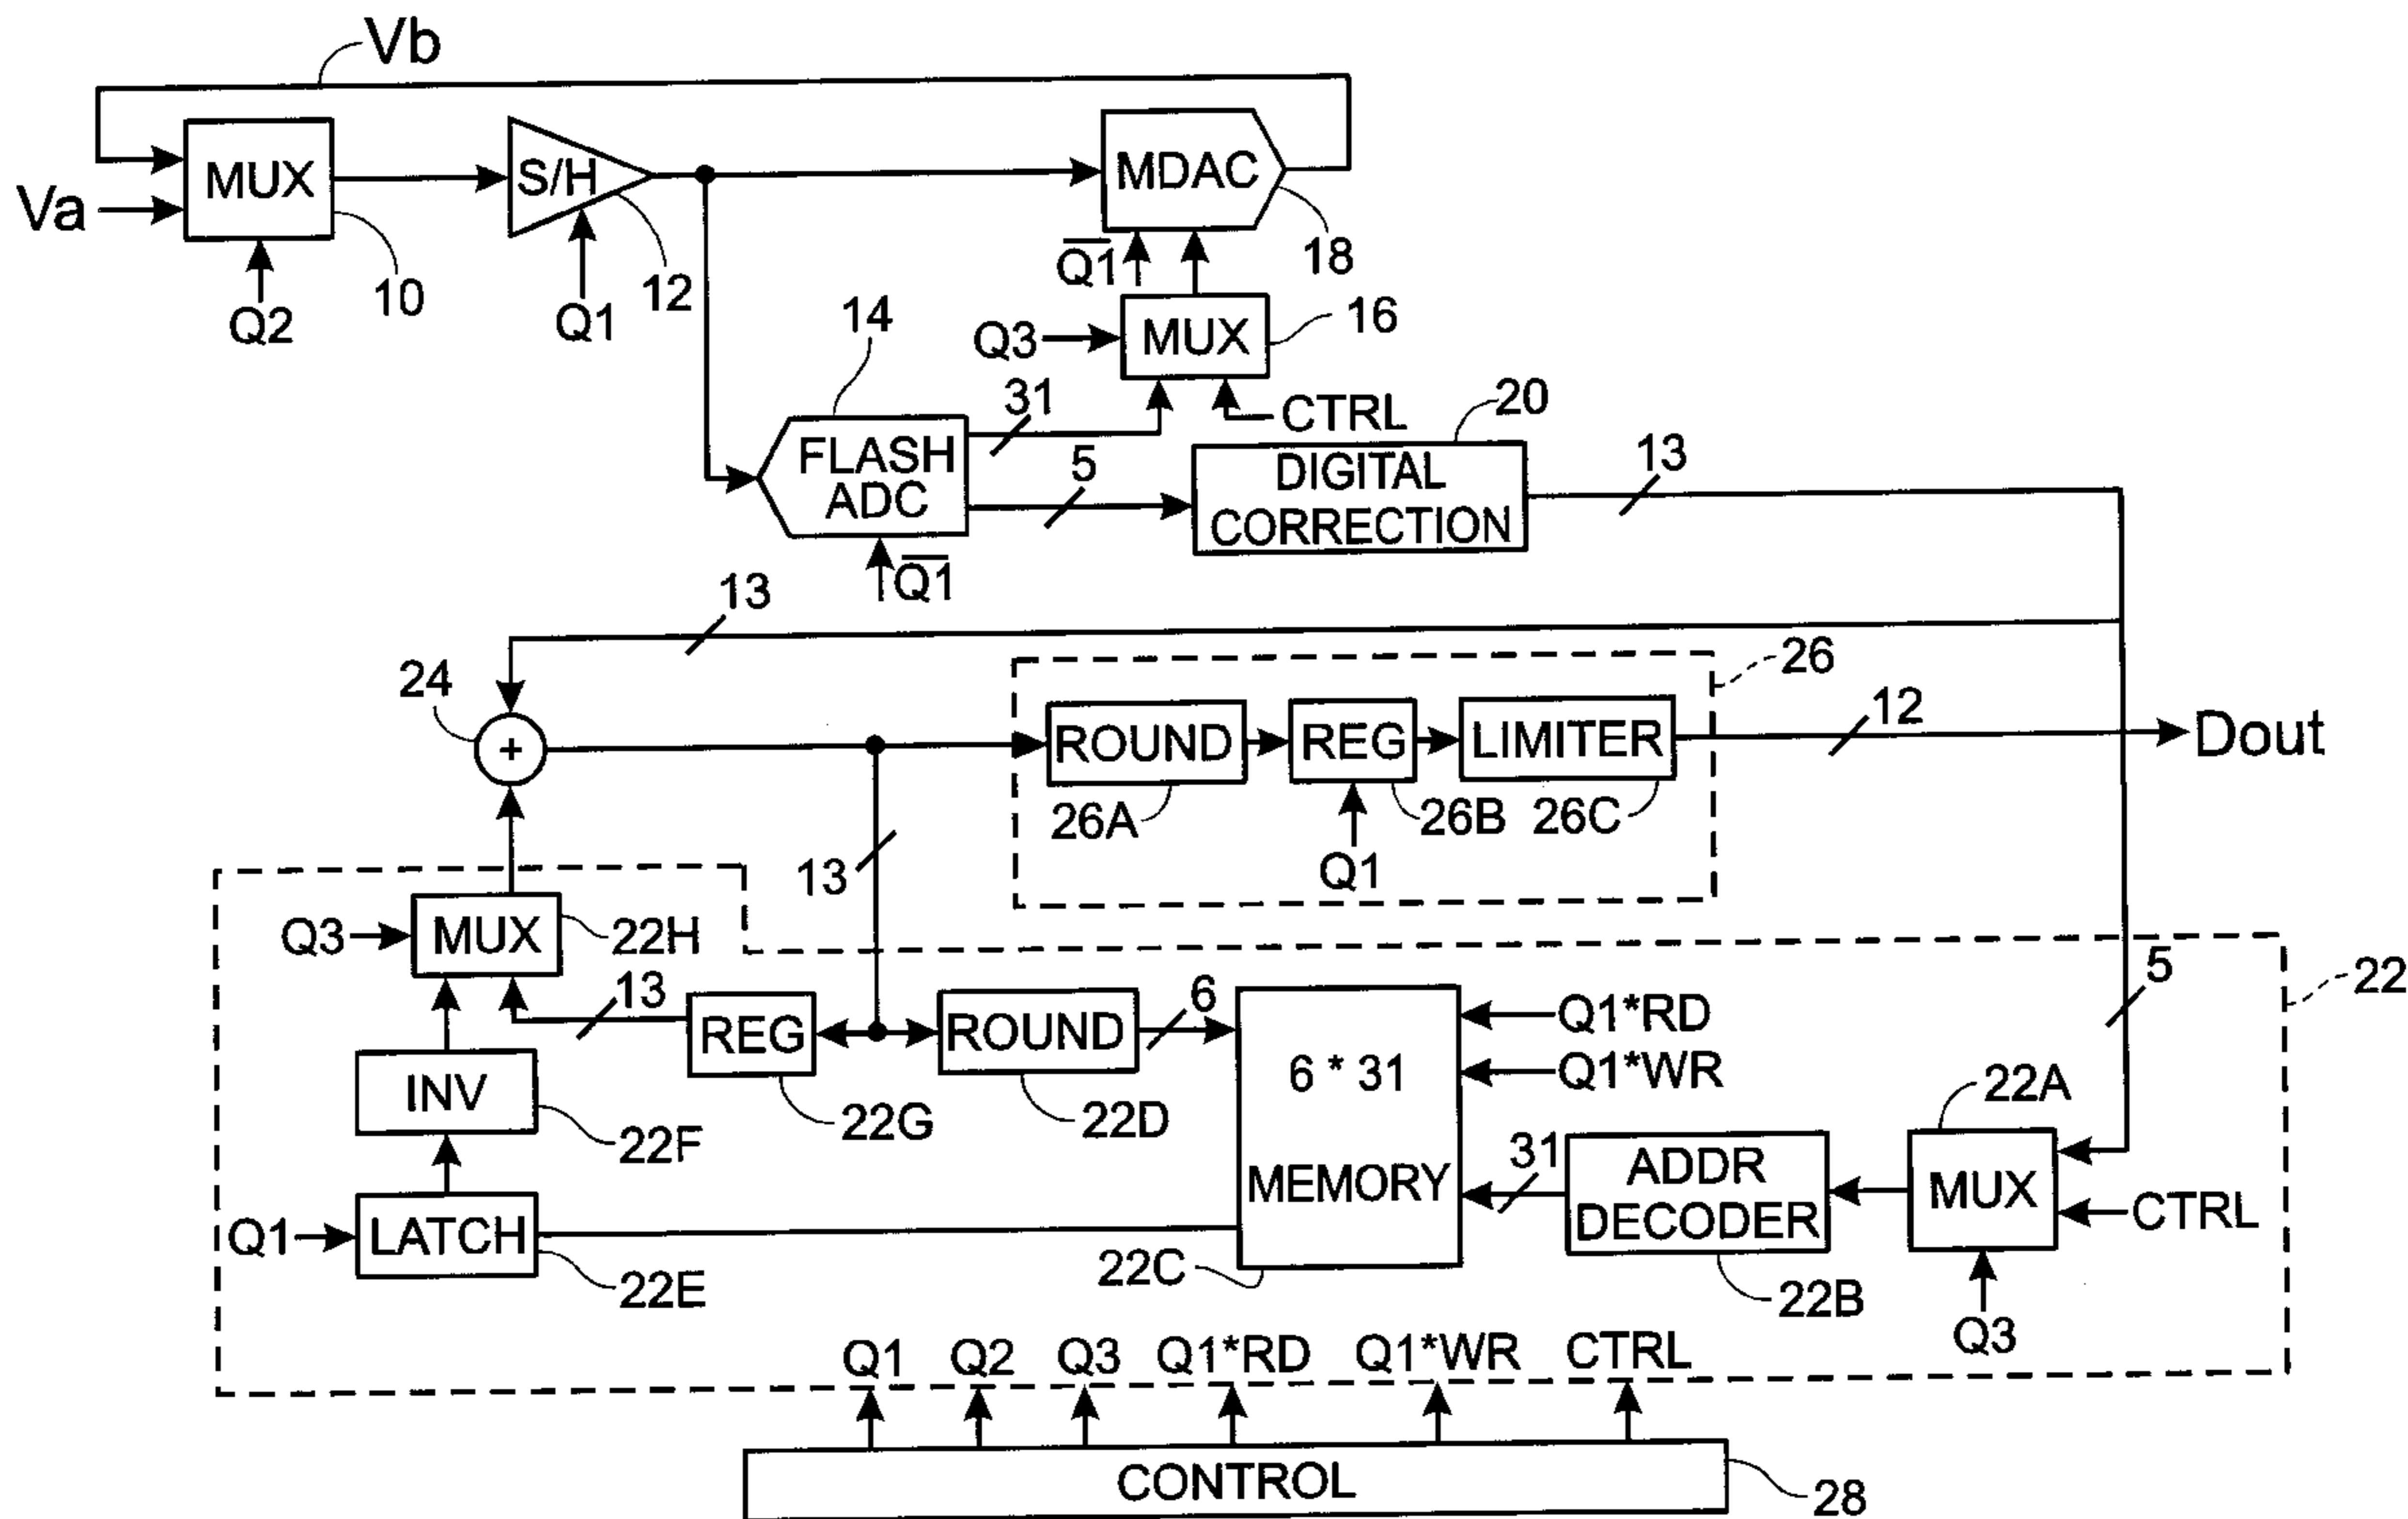 Vb
MUX
S/H
MDAC
Va
Q2
10
Q1
12
Q1
18
14
Q3
MUX
16
31
CTRL
20
FLASH
ADC
5
DIGITAL
CORRECTION
13
Q1
13
24
+
26
ROUND
REG
LIMITER
12
Dout
26A
26B
26C
Q1
13
Q3
MUX
22H
5
22
13
REG
ROUND
6
6 * 31
MEMORY
Q1*RD
Q1*WR
22A
INV
22F
22G
22D
31
ADDR
DECODER
MUX
CTRL
Q1
LATCH
22E
22C
22B
Q3
Q1
Q2
Q3
Q1*RD
Q1*WR
CTRL
CONTROL
28